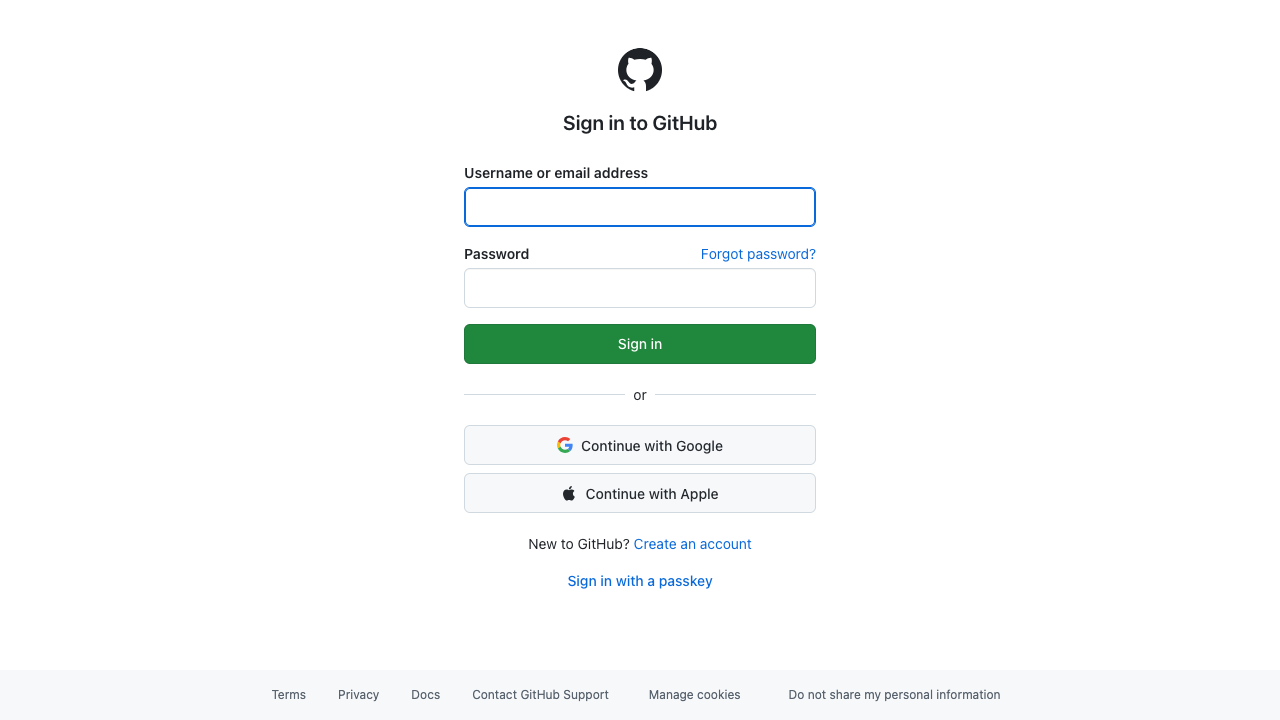 Sign in to GitHub
Username or email address
Password
Forgot password?
Sign in
or
Continue with Google
Continue with Apple
New to GitHub? Create an account
Sign in with a passkey
Terms Privacy Docs Contact GitHub Support Manage cookies Do not share my personal information